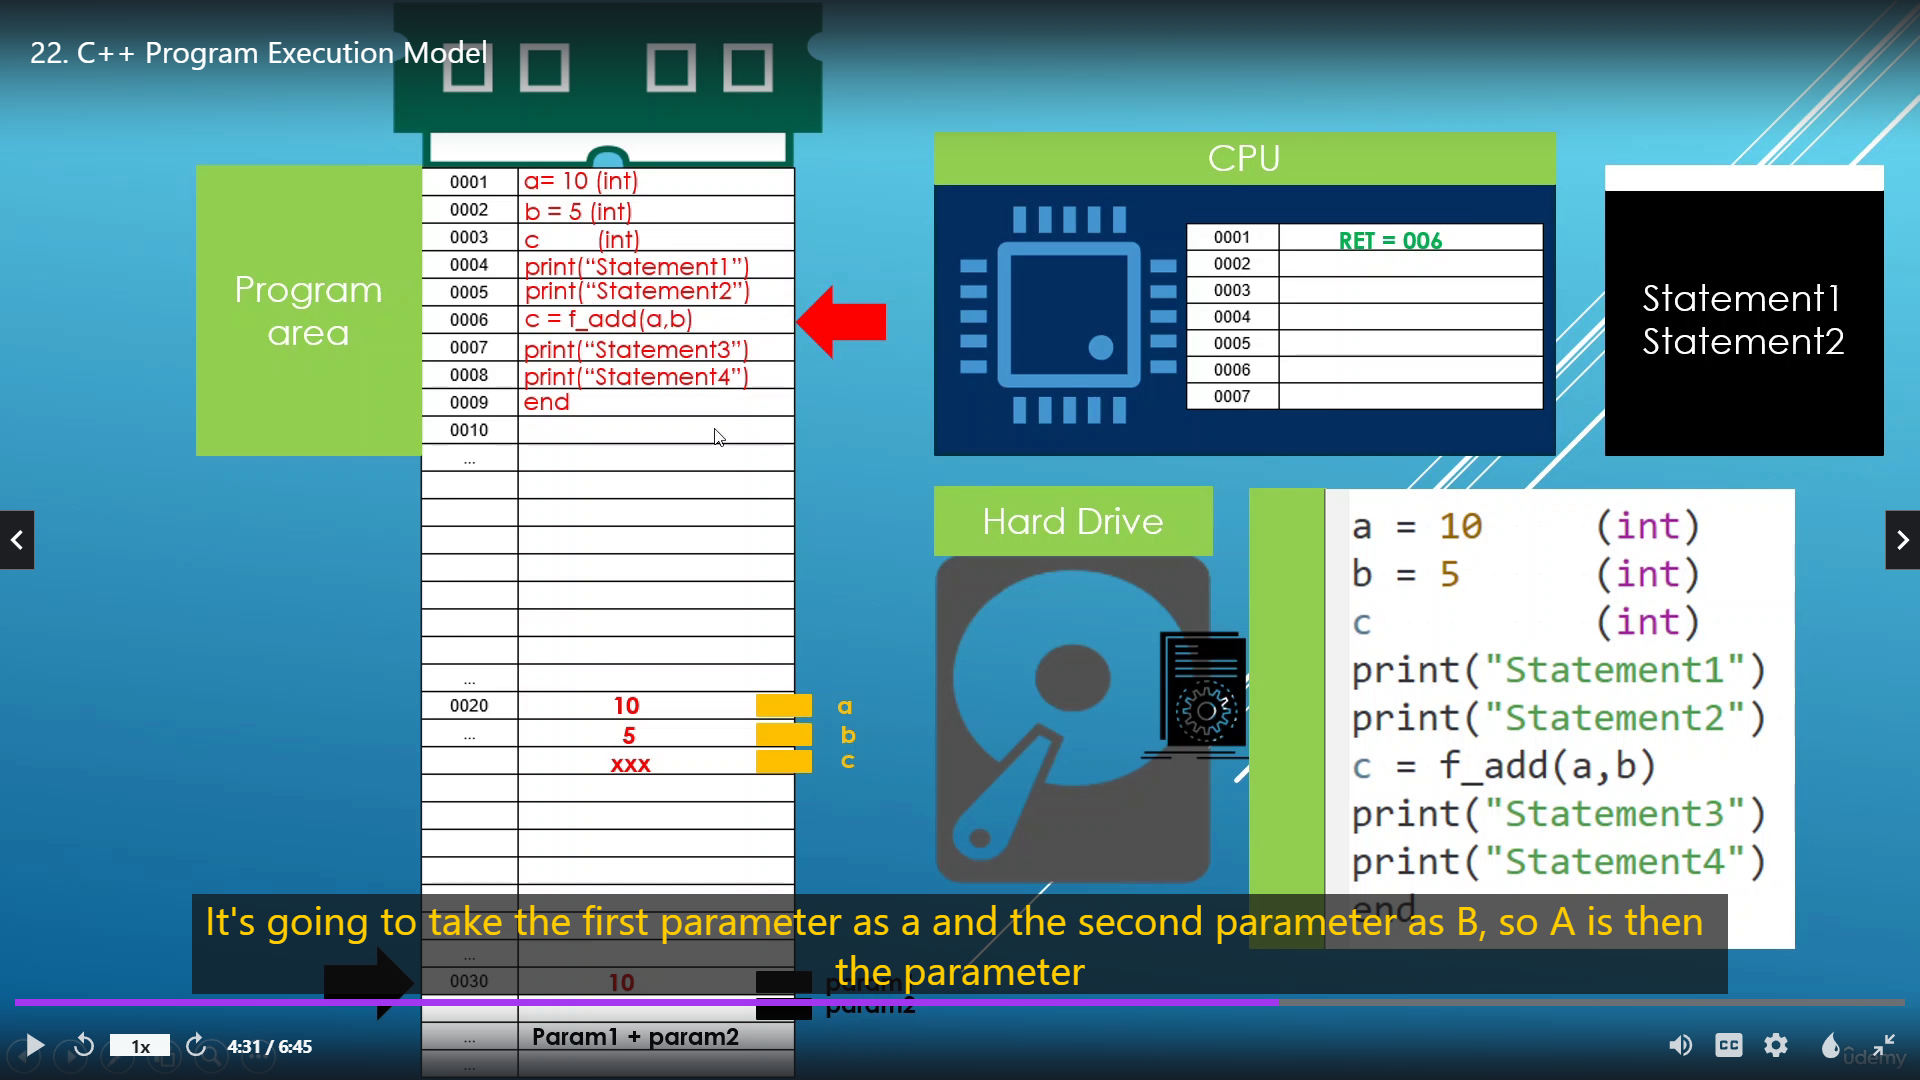 22. C++ Program Execution Model
Program
area
0001 a= 10 (int)
0002 b = 5 (int)
0003 c (int)
0004 print(“Statement1”)
0005 print(“Statement2”)
0006 c = f_add(a,b)
0007 print(“Statement3”)
0008 print(“Statement4”)
0009 end
0010
...
...
0020 10 a
... 5 b
xxx c
...
0030 10 param1
param2
... Param1 + param2
...
CPU
0001 RET = 006
0002
0003
0004
0005
0006
0007
Statement1
Statement2
Hard Drive
a = 10 (int)
b = 5 (int)
c (int)
print("Statement1")
print("Statement2")
c = f_add(a,b)
print("Statement3")
print("Statement4")
end
It's going to take the first parameter as a and the second parameter as B, so A is then
the parameter
1x
4:31 / 6:45
CC
ûdemy